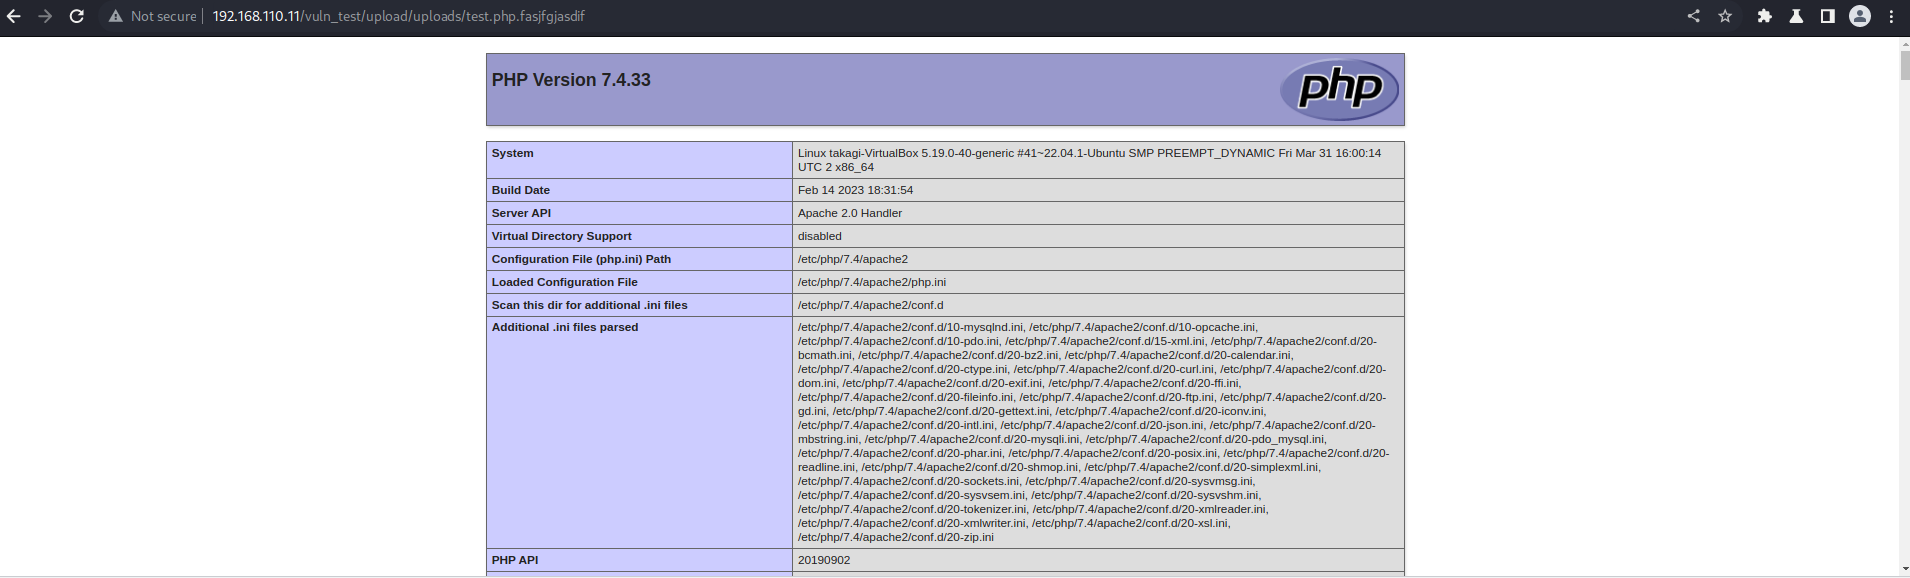 Not secure 192.168.110.11/vuln_test/upload/uploads/test.php.fasjfgjasdif
PHP Version 7.4.33
php
System
Linux takagi-VirtualBox 5.19.0-40-generic #41~22.04.1-Ubuntu SMP PREEMPT_DYNAMIC Fri Mar 31 16:00:14
UTC 2 x86_64
Build Date
Feb 14 2023 18:31:54
Server API
Apache 2.0 Handler
Virtual Directory Support
disabled
Configuration File (php.ini) Path
/etc/php/7.4/apache2
Loaded Configuration File
/etc/php/7.4/apache2/php.ini
Scan this dir for additional .ini files
/etc/php/7.4/apache2/conf.d
Additional .ini files parsed
/etc/php/7.4/apache2/conf.d/10-mysqlnd.ini, /etc/php/7.4/apache2/conf.d/10-opcache.ini,
/etc/php/7.4/apache2/conf.d/10-pdo.ini, /etc/php/7.4/apache2/conf.d/15-xml.ini, /etc/php/7.4/apache2/conf.d/20-
bcmath.ini, /etc/php/7.4/apache2/conf.d/20-bz2.ini, /etc/php/7.4/apache2/conf.d/20-calendar.ini,
/etc/php/7.4/apache2/conf.d/20-ctype.ini, /etc/php/7.4/apache2/conf.d/20-curl.ini, /etc/php/7.4/apache2/conf.d/20-
dom.ini, /etc/php/7.4/apache2/conf.d/20-exif.ini, /etc/php/7.4/apache2/conf.d/20-ffi.ini,
/etc/php/7.4/apache2/conf.d/20-fileinfo.ini, /etc/php/7.4/apache2/conf.d/20-ftp.ini, /etc/php/7.4/apache2/conf.d/20-
gd.ini, /etc/php/7.4/apache2/conf.d/20-gettext.ini, /etc/php/7.4/apache2/conf.d/20-iconv.ini,
/etc/php/7.4/apache2/conf.d/20-intl.ini, /etc/php/7.4/apache2/conf.d/20-json.ini, /etc/php/7.4/apache2/conf.d/20-
mbstring.ini, /etc/php/7.4/apache2/conf.d/20-mysqli.ini, /etc/php/7.4/apache2/conf.d/20-pdo_mysql.ini,
/etc/php/7.4/apache2/conf.d/20-phar.ini, /etc/php/7.4/apache2/conf.d/20-posix.ini, /etc/php/7.4/apache2/conf.d/20-
readline.ini, /etc/php/7.4/apache2/conf.d/20-shmop.ini, /etc/php/7.4/apache2/conf.d/20-simplexml.ini,
/etc/php/7.4/apache2/conf.d/20-sockets.ini, /etc/php/7.4/apache2/conf.d/20-sysvmsg.ini,
/etc/php/7.4/apache2/conf.d/20-sysvsem.ini, /etc/php/7.4/apache2/conf.d/20-sysvshm.ini,
/etc/php/7.4/apache2/conf.d/20-tokenizer.ini, /etc/php/7.4/apache2/conf.d/20-xmlreader.ini,
/etc/php/7.4/apache2/conf.d/20-xmlwriter.ini, /etc/php/7.4/apache2/conf.d/20-xsl.ini,
/etc/php/7.4/apache2/conf.d/20-zip.ini
PHP API
20190902